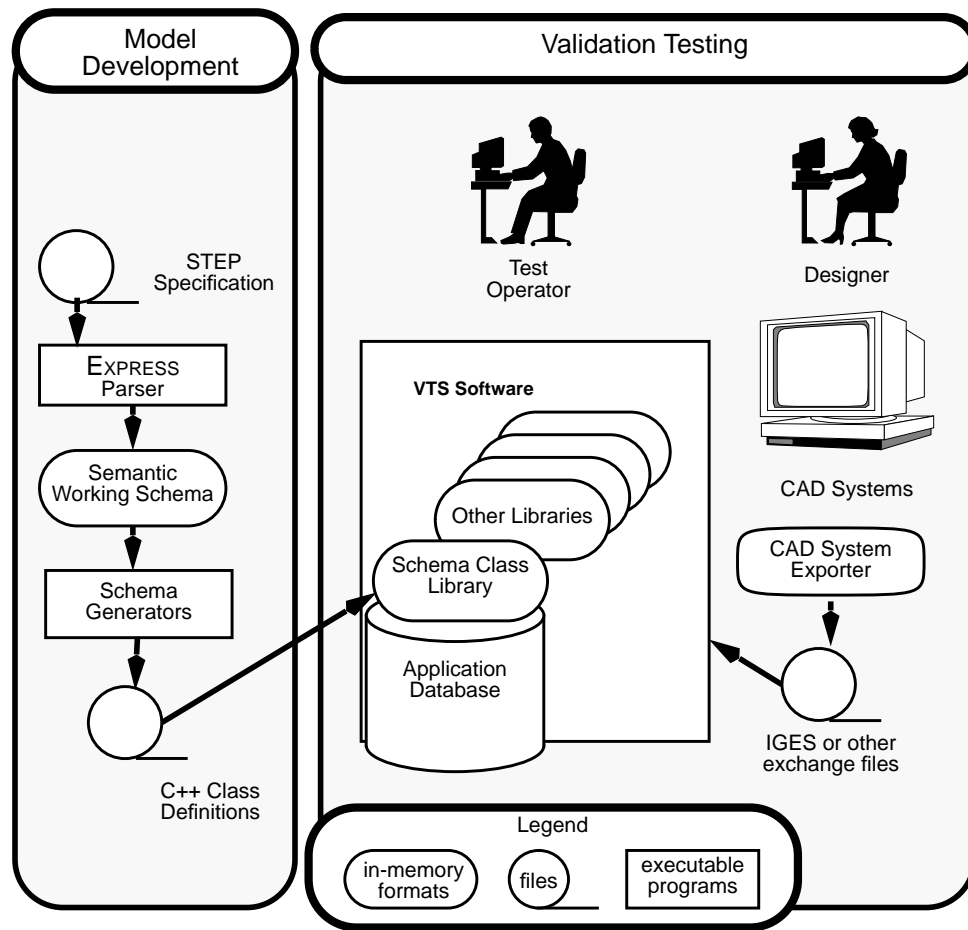 Model
Development
Validation Testing
STEP
Specification
EXPRESS
Parser
Semantic
Working Schema
Schema
Generators
C++ Class
Definitions
Test
Operator
Designer
VTS Software
Other Libraries
Schema Class
Library
Application
Database
CAD Systems
CAD System
Exporter
IGES or other
exchange files
Legend
in-memory
formats
files
executable
programs